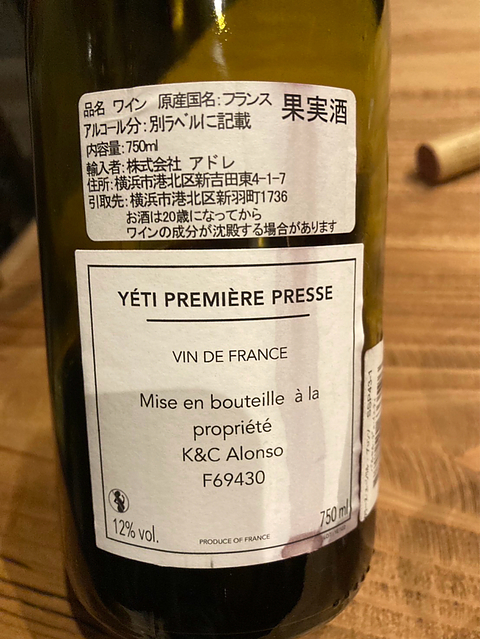 品名 ワイン 原産国名:フランス 果実酒
アルコール分:別ラベルに記載
内容量:750ml
輸入者:株式会社 アドレ
住所:横浜市港北区新吉田東4-1-7
引取先:横浜市港北区新羽町1736
お酒は20歳になってから
ワインの成分が沈殿する場合があります
YÉTI PREMIÈRE PRESSE
VIN DE FRANCE
Mise en bouteille à la
propriété
K&C Alonso
F69430
12% vol.
PRODUCE OF FRANCE
750 ml